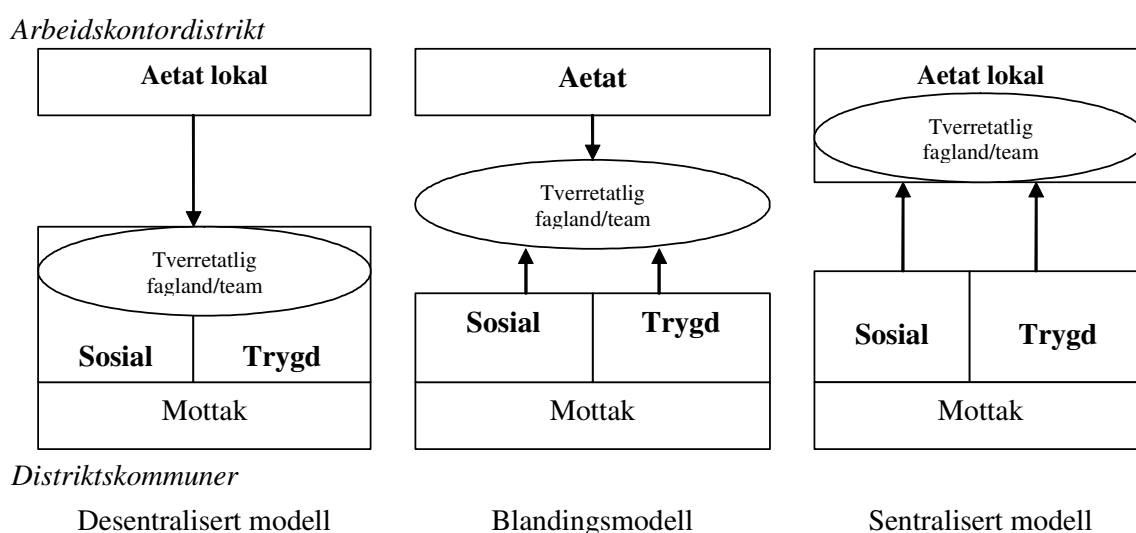 Arbeidskontordistrikt
Aetat lokal
Tverretatlig
fagland/team
Sosial
Trygd
Mottak
Aetat
Tverretatlig
fagland/team
Sosial
Trygd
Mottak
Aetat lokal
Tverretatlig
fagland/team
Sosial
Trygd
Mottak
Distriktskommuner
Desentralisert modell
Blandingsmodell
Sentralisert modell